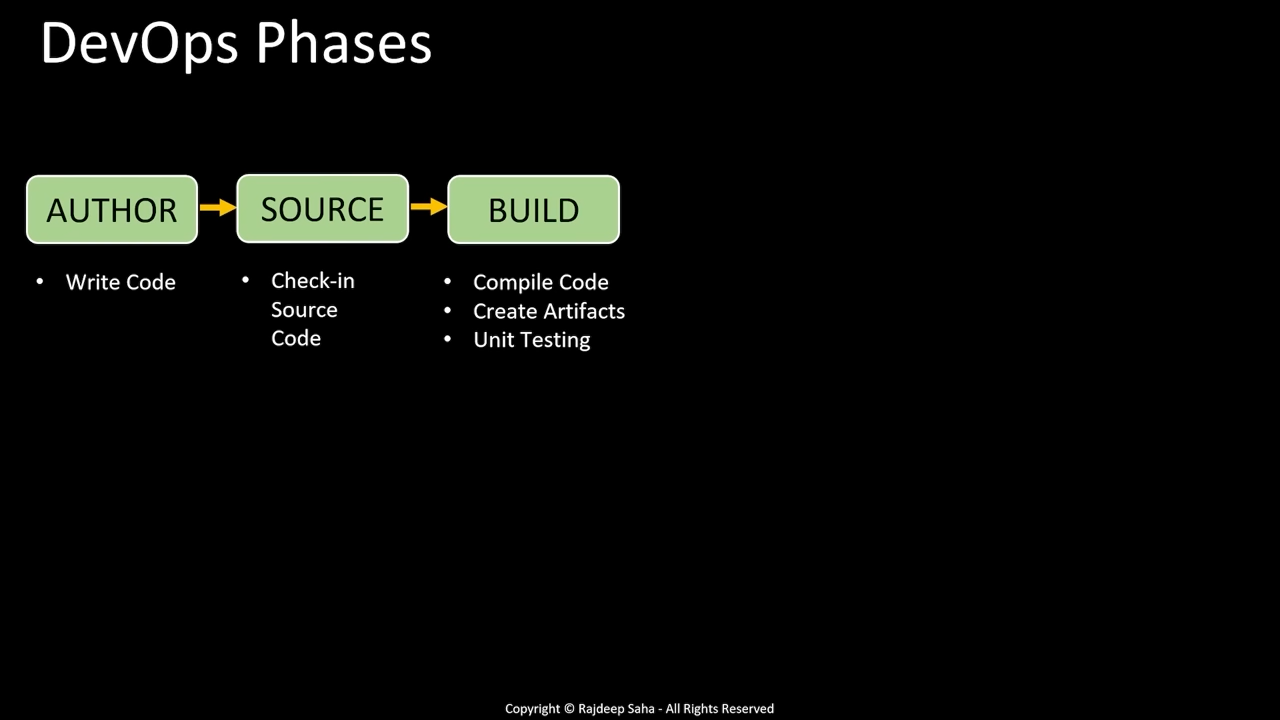 DevOps Phases
AUTHOR
SOURCE
BUILD
• Write Code
• Check-in
Source
Code
• Compile Code
• Create Artifacts
• Unit Testing
Copyright © Rajdeep Saha - All Rights Reserved